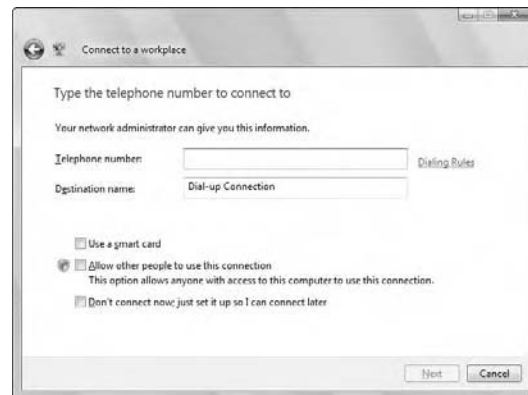 Connect to a workplace
Type the telephone number to connect to
Your network administrator can give you this information.
Telephone number:
Dialing Rules
Destination name:
Dial-up Connection
Use a smart card
Allow other people to use this connection
This option allows anyone with access to this computer to use this connection.
Don't connect now; just set it up so I can connect later
Next
Cancel